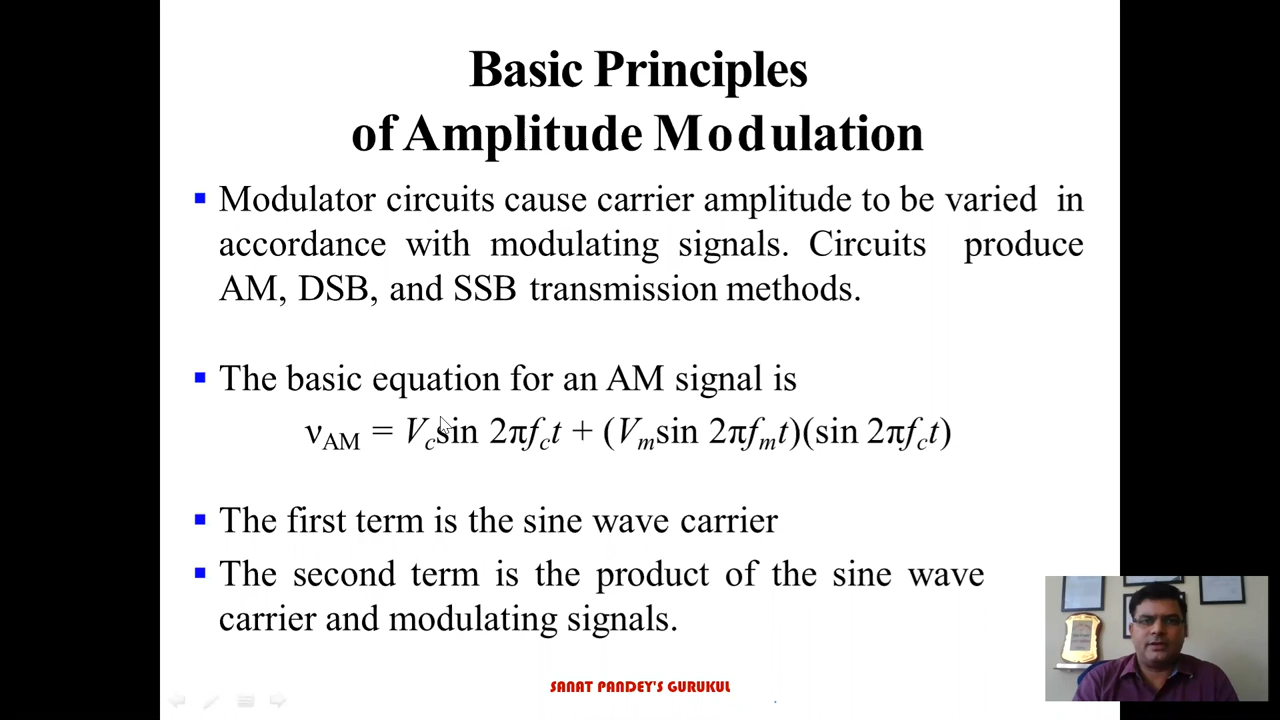 Basic Principles
of Amplitude Modulation
▪ Modulator circuits cause carrier amplitude to be varied in
accordance with modulating signals. Circuits produce
AM, DSB, and SSB transmission methods.
▪ The basic equation for an AM signal is
νAM = Vcsin 2πfct + (Vmsin 2πfmt)(sin 2πfct)
▪ The first term is the sine wave carrier
▪ The second term is the product of the sine wave
carrier and modulating signals.
SANAT PANDEY'S GURUKUL